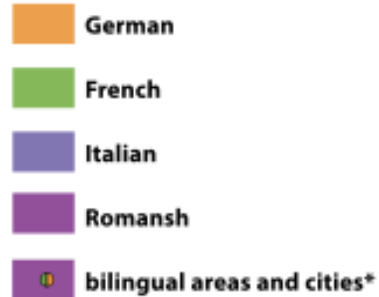 German
French
Italian
Romansh
bilingual areas and cities*